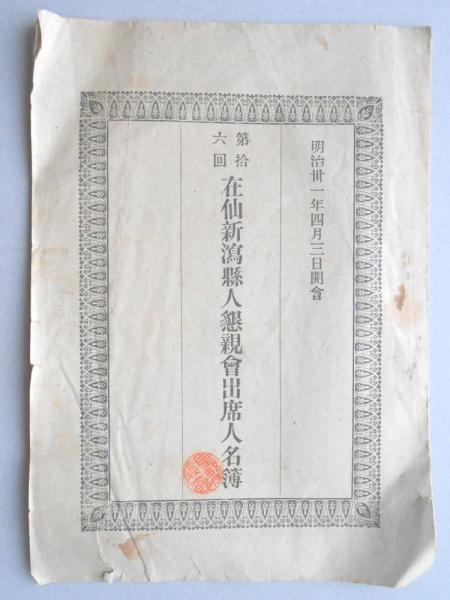 明治卅一年四月三日開會
第拾六回
在仙新瀉縣人懇親會出席人名簿